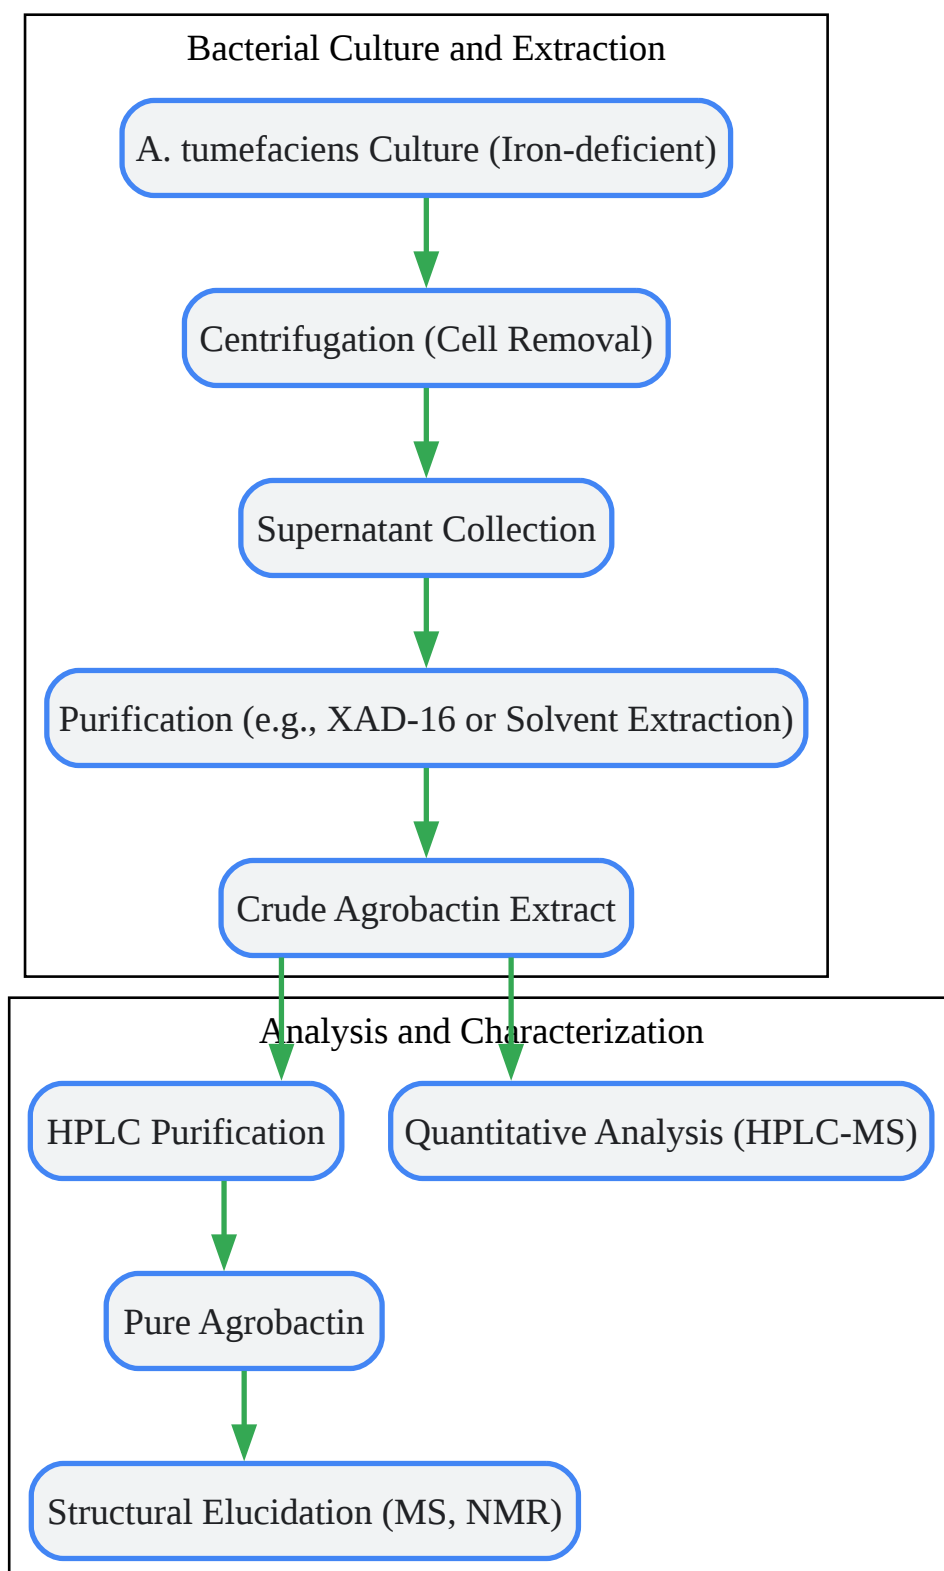 Bacterial Culture and Extraction
A. tumefaciens Culture (Iron-deficient)
Centrifugation (Cell Removal)
Supernatant Collection
Purification (e.g., XAD-16 or Solvent Extraction)
Crude Agrobactin Extract
Analysis and Characterization
HPLC Purification
Quantitative Analysis (HPLC-MS)
Pure Agrobactin
Structural Elucidation (MS, NMR)